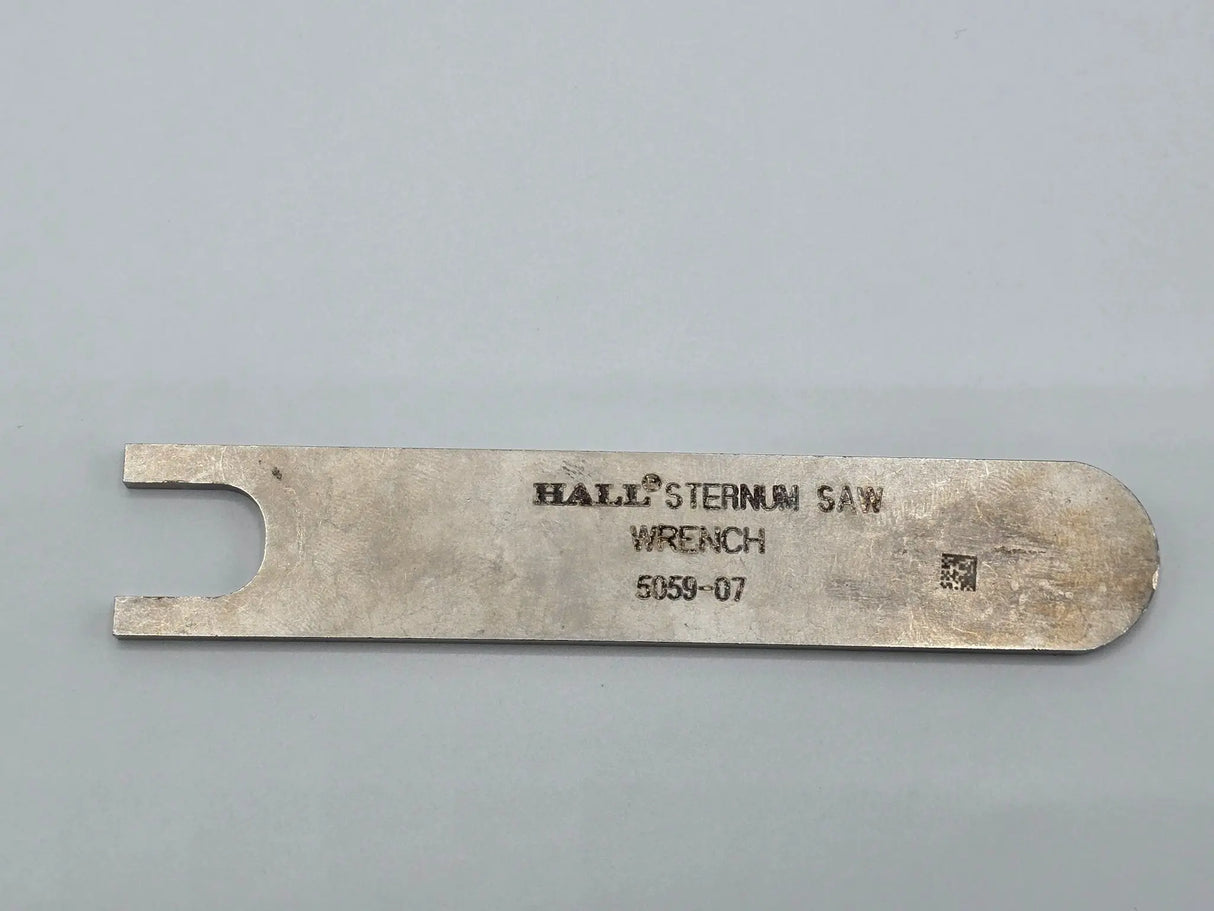 HALL® STERNUM SAW
WRENCH
5059-07